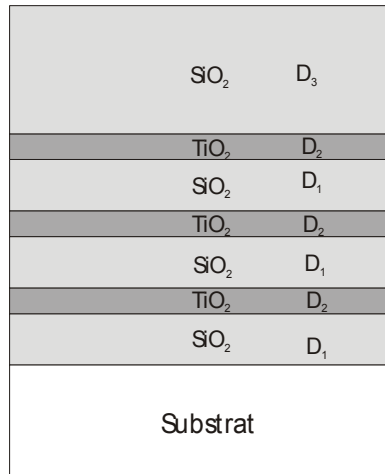 SiO₂ D₃
TiO₂ D₂
SiO₂ D₁
TiO₂ D₂
SiO₂ D₁
TiO₂ D₂
SiO₂ D₁
Substrat